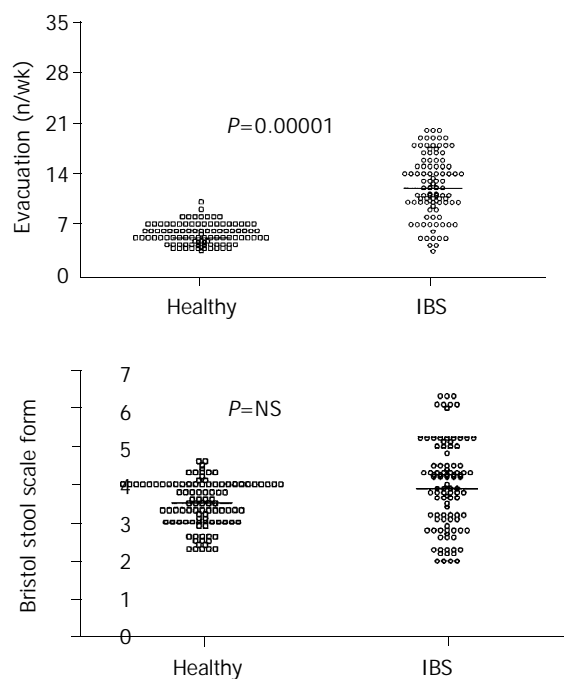 Evacuation (n/wk)
35
28
21
14
7
0
P=0.00001
Healthy
IBS
Bristol stool scale form
7
6
5
4
3
2
1
0
P=NS
Healthy
IBS